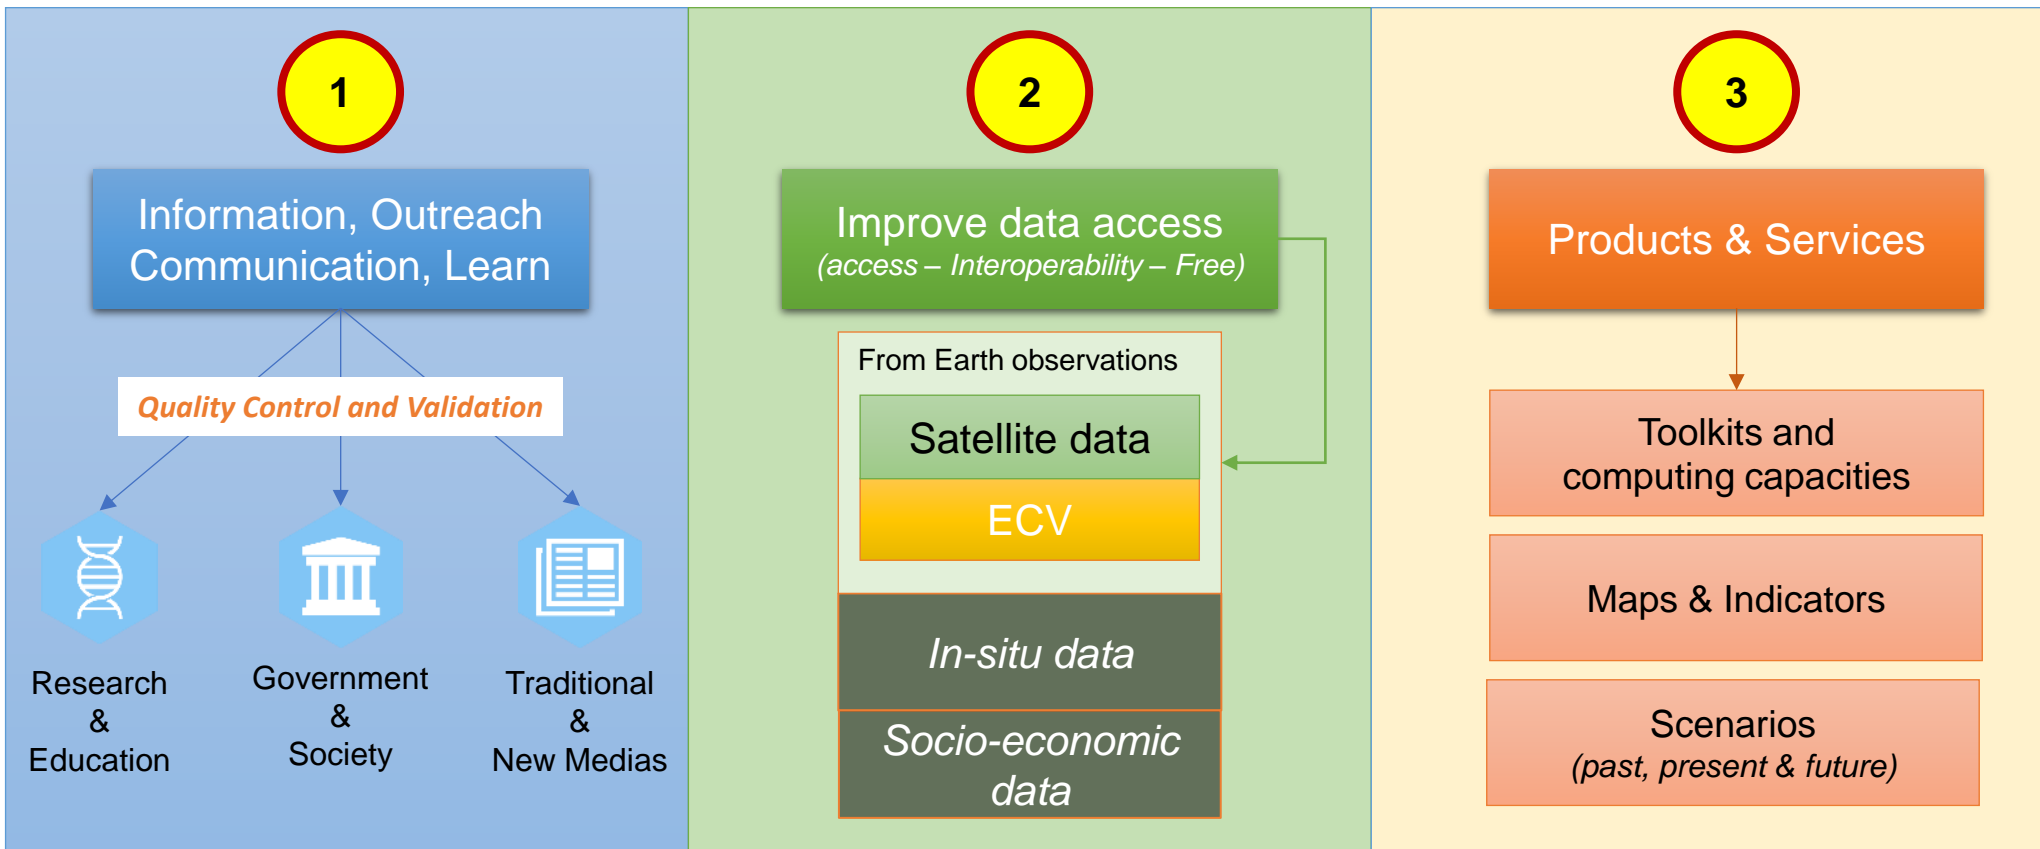 1
Information, Outreach
Communication, Learn
Quality Control and Validation
Research
&
Education
Government
&
Society
Traditional
&
New Medias
2
Improve data access
(access – Interoperability – Free)
From Earth observations
Satellite data
ECV
In-situ data
Socio-economic
data
3
Products & Services
Toolkits and
computing capacities
Maps & Indicators
Scenarios
(past, present & future)